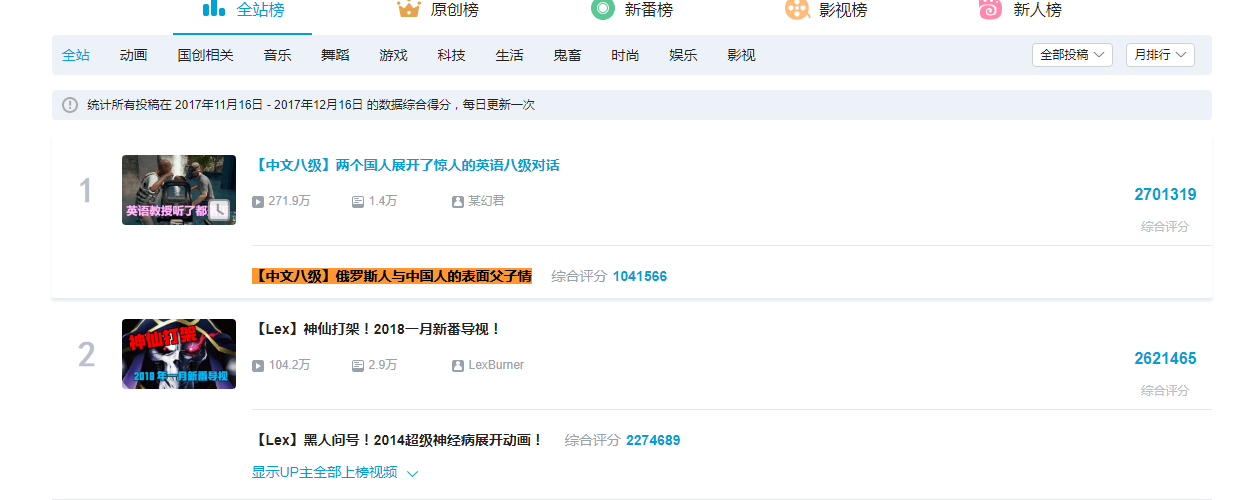 全站榜 原创榜 新番榜 影视榜 新人榜
全站 动画 国创相关 音乐 舞蹈 游戏 科技 生活 鬼畜 时尚 娱乐 影视 全部投稿 月排行
统计所有投稿在 2017年11月16日 - 2017年12月16日 的数据综合得分，每日更新一次
1
英语教授听了都
【中文八级】两个国人展开了惊人的英语八级对话
271.9万 1.4万 某幻君
2701319
综合评分
【中文八级】俄罗斯人与中国人的表面父子情 综合评分 1041566
2
神仙打架
2018 年一月新番导视
【Lex】神仙打架！2018一月新番导视！
104.2万 2.9万 LexBurner
2621465
综合评分
【Lex】黑人问号！2014超级神经病展开动画！ 综合评分 2274689
显示UP主全部上榜视频